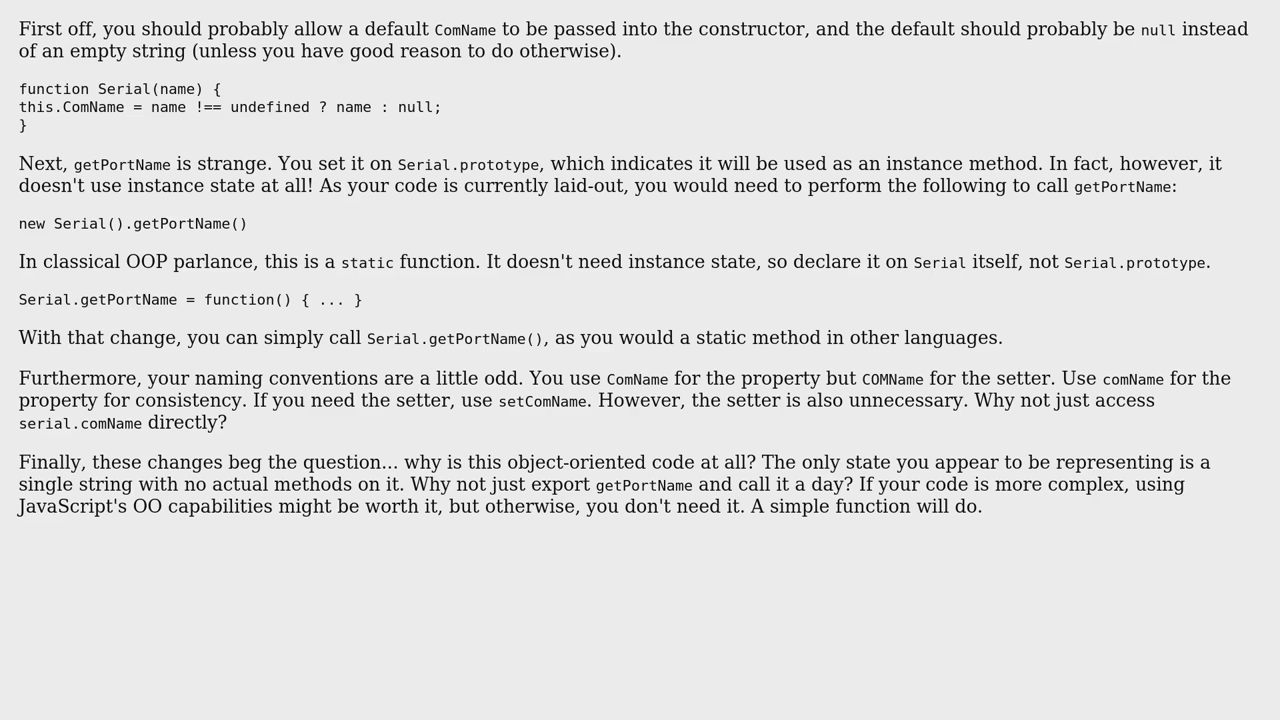 First off, you should probably allow a default ComName to be passed into the constructor, and the default should probably be null instead
of an empty string (unless you have good reason to do otherwise).
function Serial(name) {
this.ComName = name !== undefined ? name : null;
}
Next, getPortName is strange. You set it on Serial.prototype, which indicates it will be used as an instance method. In fact, however, it
doesn't use instance state at all! As your code is currently laid-out, you would need to perform the following to call getPortName:
new Serial().getPortName()
In classical OOP parlance, this is a static function. It doesn't need instance state, so declare it on Serial itself, not Serial.prototype.
Serial.getPortName = function() { ... }
With that change, you can simply call Serial.getPortName(), as you would a static method in other languages.
Furthermore, your naming conventions are a little odd. You use ComName for the property but COMName for the setter. Use comName for the
property for consistency. If you need the setter, use setComName. However, the setter is also unnecessary. Why not just access
serial.comName directly?
Finally, these changes beg the question... why is this object-oriented code at all? The only state you appear to be representing is a
single string with no actual methods on it. Why not just export getPortName and call it a day? If your code is more complex, using
JavaScript's OO capabilities might be worth it, but otherwise, you don't need it. A simple function will do.